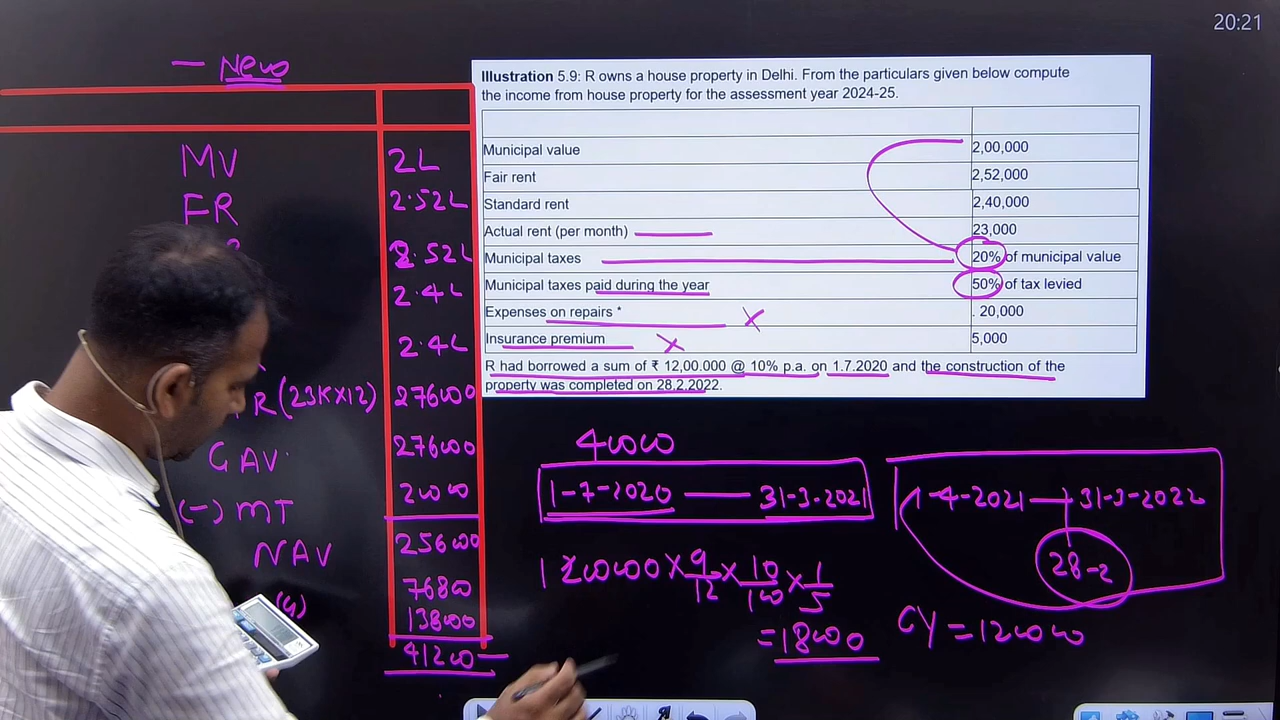 20:21
— New
Illustration 5.9: R owns a house property in Delhi. From the particulars given below compute
the income from house property for the assessment year 2024-25.
Municipal value 2,00,000
Fair rent 2,52,000
Standard rent 2,40,000
Actual rent (per month) 23,000
Municipal taxes 20% of municipal value
Municipal taxes paid during the year 50% of tax levied
Expenses on repairs * . 20,000
Insurance premium 5,000
R had borrowed a sum of ₹ 12,00.000 @ 10% p.a. on 1.7.2020 and the construction of the
property was completed on 28.2.2022.
MV 2L
FR 2.52L
2.52L
2.4L
2.4L
R (23K×12) 276000
GAV 276000
(-) MT 20000
NAV 256000
76800
138000
41200
1-7-2020 — 31-3-2021
1-4-2021 — 31-3-2022
28-2
1200000 × 9/12 × 10/100 × 1/5
= 18000
CY = 120000